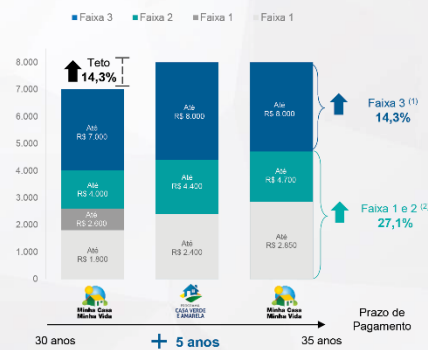 Faixa 3
Faixa 2
Faixa 1
Faixa 1
8.000
7.000
6.000
5.000
4.000
3.000
2.000
1.000
0
Teto
14,3%
Até
R$ 7.000
Até
R$ 4.000
Até
R$ 2.600
Até
R$ 1.800
Até
R$ 8.000
Até
R$ 4.400
Até
R$ 2.400
Até
R$ 8.000
Até
R$ 4.700
Até
R$ 2.850
Faixa 3 (1)
14,3%
Faixa 1 e 2 (2)
27,1%
Minha Casa
Minha Vida
CASA VERDE
E AMARELA
Minha Casa
Minha Vida
30 anos
+ 5 anos
35 anos
Prazo de
Pagamento